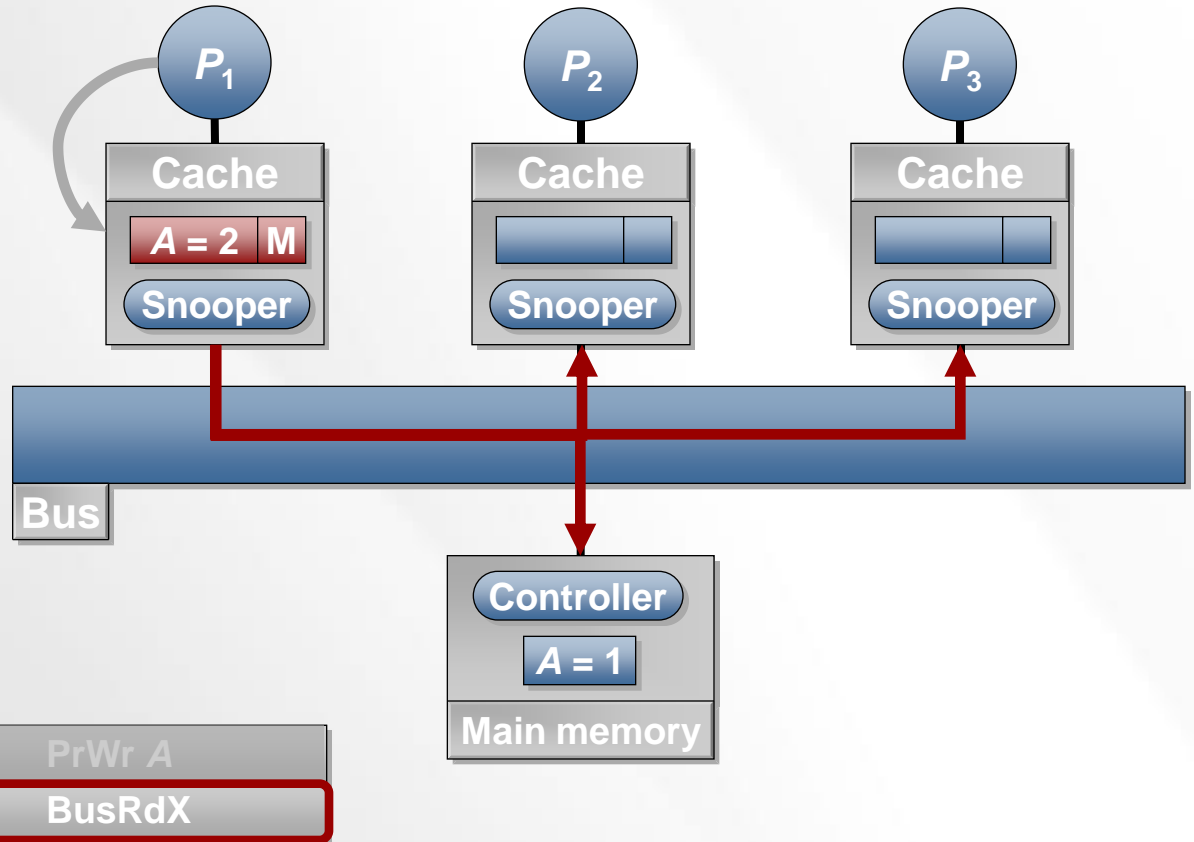 P1 P2 P3
Cache Cache Cache
A = 2 M
Snooper Snooper Snooper
Bus
Controller
A = 1
Main memory
PrWr A
BusRdX